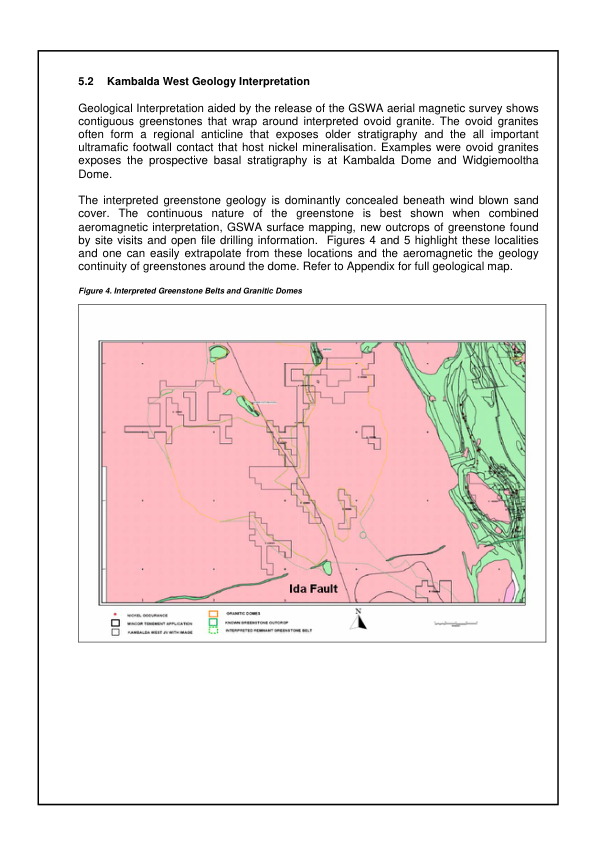 5.2 Kambalda West Geology Interpretation
Geological Interpretation aided by the release of the GSWA aerial magnetic survey shows
contiguous greenstones that wrap around interpreted ovoid granite. The ovoid granites
often form a regional anticline that exposes older stratigraphy and the all important
ultramafic footwall contact that host nickel mineralisation. Examples were ovoid granites
exposes the prospective basal stratigraphy is at Kambalda Dome and Widgiemooltha
Dome.
The interpreted greenstone geology is dominantly concealed beneath wind blown sand
cover. The continuous nature of the greenstone is best shown when combined
aeromagnetic interpretation, GSWA surface mapping, new outcrops of greenstone found
by site visits and open file drilling information. Figures 4 and 5 highlight these localities
and one can easily extrapolate from these locations and the aeromagnetic the geology
continuity of greenstones around the dome. Refer to Appendix for full geological map.
Figure 4. Interpreted Greenstone Belts and Granitic Domes
Ida Fault
NICKEL OCCURANCE
MINCOR TENEMENT APPLICATION
KAMBALDA WEST JV WITH IMAGE
GRANITIC DOMES
KNOWN GREENSTONE OUTCROP
INTERPRETED REMNANT GREENSTONE BELT
N